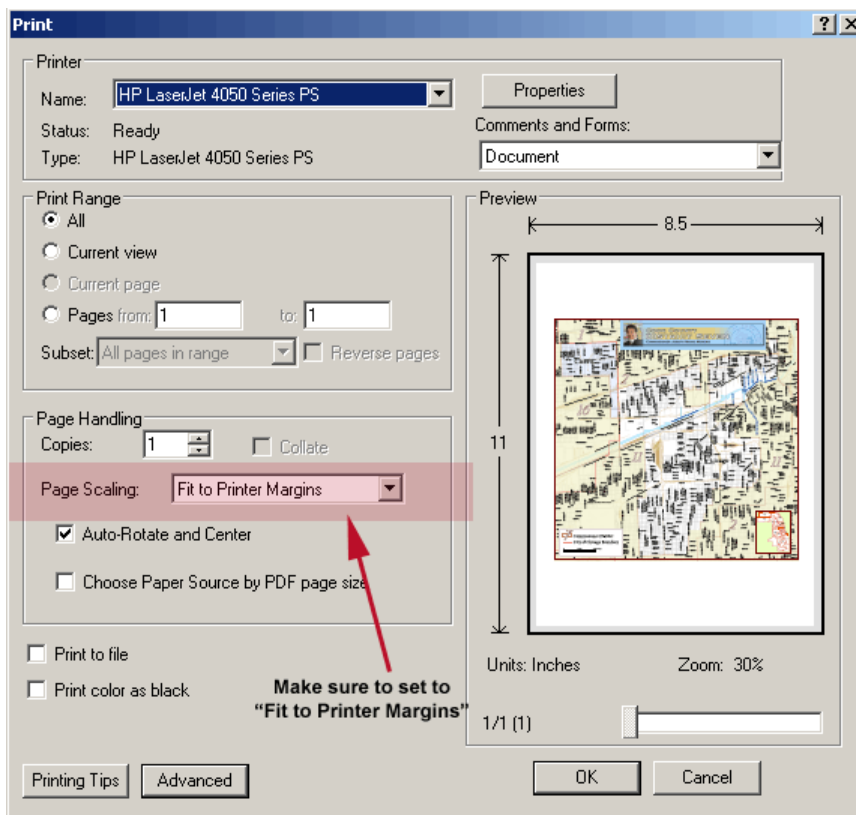 Print
Printer
Name: HP LaserJet 4050 Series PS
Properties
Status: Ready
Comments and Forms:
Type: HP LaserJet 4050 Series PS
Document
Print Range
All
Current view
Current page
Pages from: 1 to: 1
Subset: All pages in range Reverse pages
Preview
8.5
11
Units: Inches Zoom: 30%
1/1 (1)
Page Handling
Copies: 1 Collate
Page Scaling: Fit to Printer Margins
Auto-Rotate and Center
Choose Paper Source by PDF page size
Print to file
Print color as black
Make sure to set to
“Fit to Printer Margins”
Printing Tips Advanced OK Cancel